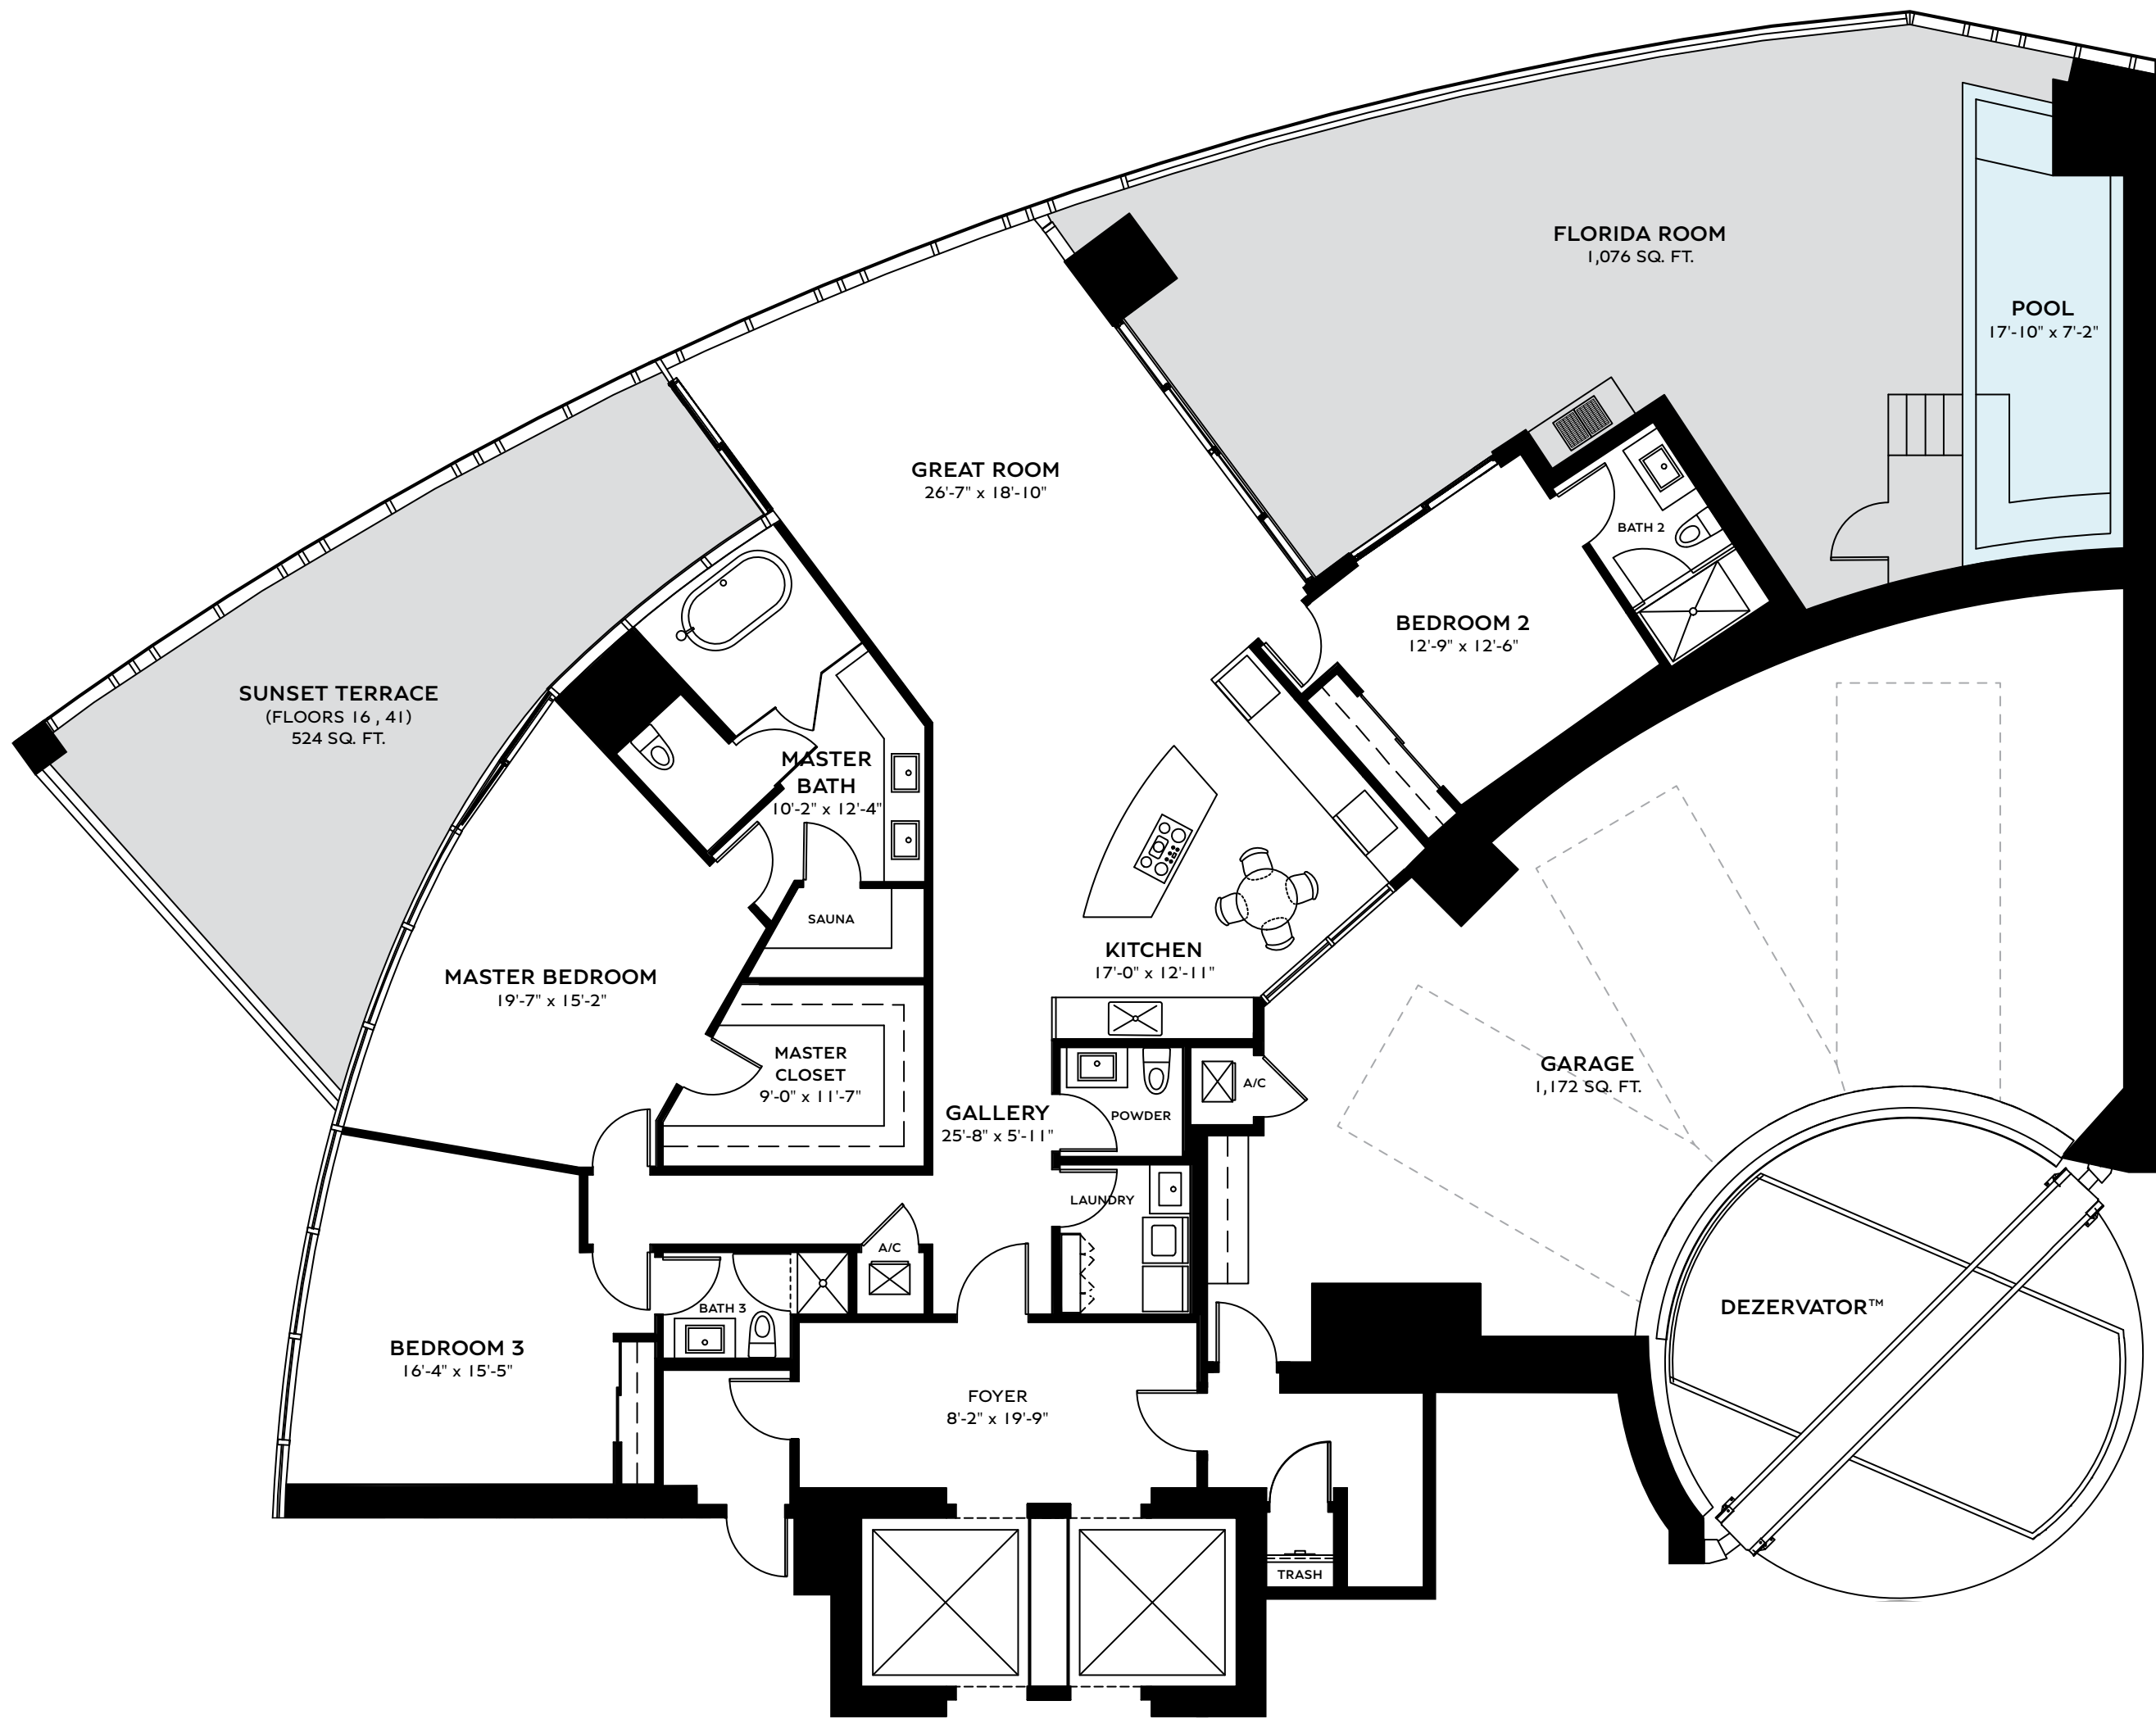 FLORIDA ROOM
1,076 SQ. FT.
POOL
17'-10" x 7'-2"
GREAT ROOM
26'-7" x 18'-10"
BATH 2
BEDROOM 2
12'-9" x 12'-6"
SUNSET TERRACE
(FLOORS 16 , 41)
524 SQ. FT.
MASTER
BATH
10'-2" x 12'-4"
SAUNA
KITCHEN
17'-0" x 12'-11"
MASTER BEDROOM
19'-7" x 15'-2"
MASTER
CLOSET
9'-0" x 11'-7"
GALLERY
25'-8" x 5'-11"
POWDER
A/C
GARAGE
1,172 SQ. FT.
LAUNDRY
A/C
BATH 3
DEZERVATOR™
BEDROOM 3
16'-4" x 15'-5"
FOYER
8'-2" x 19'-9"
TRASH